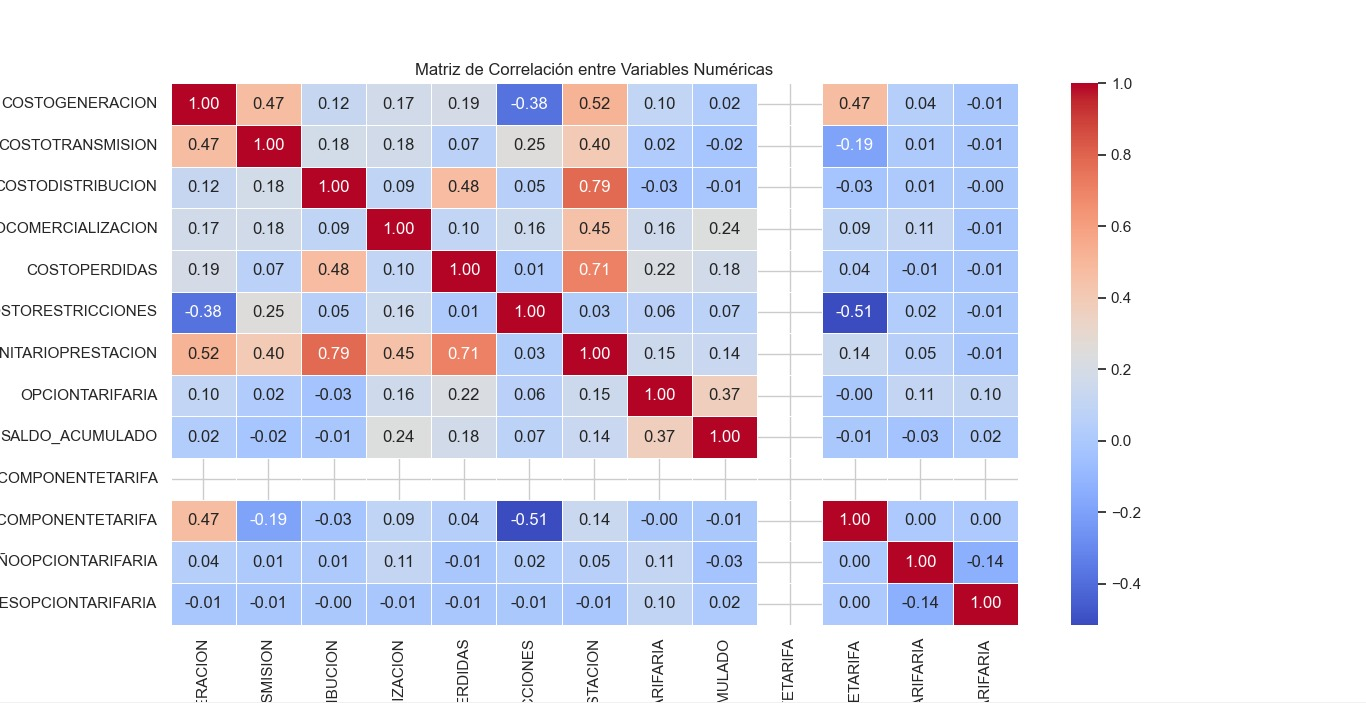 Matriz de Correlación entre Variables Numéricas
COSTOGENERACION 1.00 0.47 0.12 0.17 0.19 -0.38 0.52 0.10 0.02 0.47 0.04 -0.01
COSTOTRANSMISION 0.47 1.00 0.18 0.18 0.07 0.25 0.40 0.02 -0.02 -0.19 0.01 -0.01
COSTODISTRIBUCION 0.12 0.18 1.00 0.09 0.48 0.05 0.79 -0.03 -0.01 -0.03 0.01 -0.00
OCOMERCIALIZACION 0.17 0.18 0.09 1.00 0.10 0.16 0.45 0.16 0.24 0.09 0.11 -0.01
COSTOPERDIDAS 0.19 0.07 0.48 0.10 1.00 0.01 0.71 0.22 0.18 0.04 -0.01 -0.01
STORESTRICCIONES -0.38 0.25 0.05 0.16 0.01 1.00 0.03 0.06 0.07 -0.51 0.02 -0.01
NITARIOPRESTACION 0.52 0.40 0.79 0.45 0.71 0.03 1.00 0.15 0.14 0.14 0.05 -0.01
OPCIONTARIFARIA 0.10 0.02 -0.03 0.16 0.22 0.06 0.15 1.00 0.37 -0.00 0.11 0.10
SALDO_ACUMULADO 0.02 -0.02 -0.01 0.24 0.18 0.07 0.14 0.37 1.00 -0.01 -0.03 0.02
COMPONENTETARIFA
COMPONENTETARIFA 0.47 -0.19 -0.03 0.09 0.04 -0.51 0.14 -0.00 -0.01 1.00 0.00 0.00
ÑOOPCIONTARIFARIA 0.04 0.01 0.01 0.11 -0.01 0.02 0.05 0.11 -0.03 0.00 1.00 -0.14
ESOPCIONTARIFARIA -0.01 -0.01 -0.00 -0.01 -0.01 -0.01 -0.01 0.10 0.02 0.00 -0.14 1.00
ERACION
SMISION
IBUCION
IZACION
ERDIDAS
CCIONES
STACION
ARIFARIA
MULADO
ETARIFA
ETARIFA
ARIFARIA
RIFARIA
1.0
0.8
0.6
0.4
0.2
0.0
−0.2
−0.4